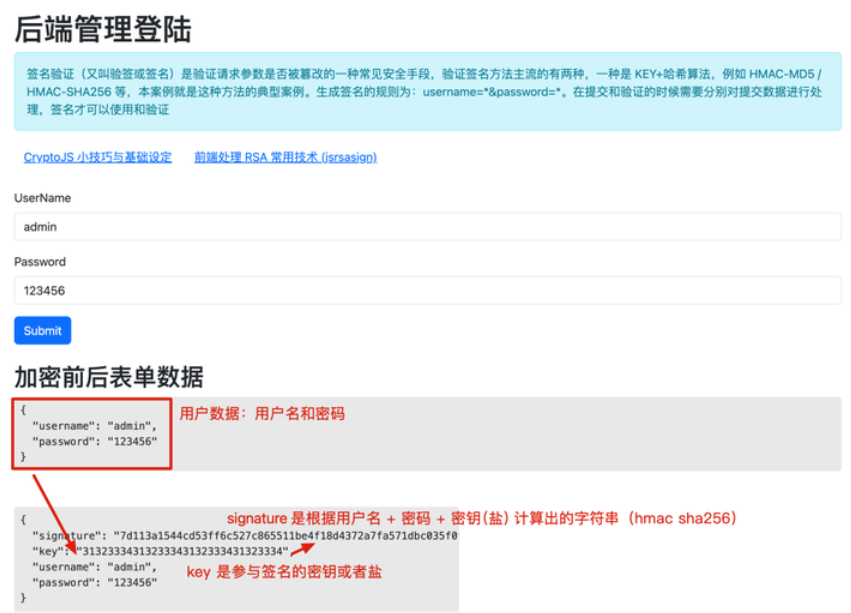 后端管理登陆
签名验证（又叫验签或签名）是验证请求参数是否被篡改的一种常见安全手段，验证签名方法主流的有两种，一种是 KEY+哈希算法，例如 HMAC-MD5 /
HMAC-SHA256 等，本案例就是这种方法的典型案例。生成签名的规则为：username=*&password=*。在提交和验证的时候需要分别对提交数据进行处
理，签名才可以使用和验证
CryptoJS 小技巧与基础设定 前端处理 RSA 常用技术 (jsrsasign)
UserName
admin
Password
123456
Submit
加密前后表单数据
{
"username": "admin",
"password": "123456"
}
用户数据：用户名和密码
signature 是根据用户名 + 密码 + 密钥(盐) 计算出的字符串（hmac sha256）
{
"signature": "7d113a1544cd53ff6c527c865511be4f18d4372a7fa571dbc035f0
"key": "31323334313233343132333431323334",
"username": "admin",
"password": "123456"
}
key 是参与签名的密钥或者盐